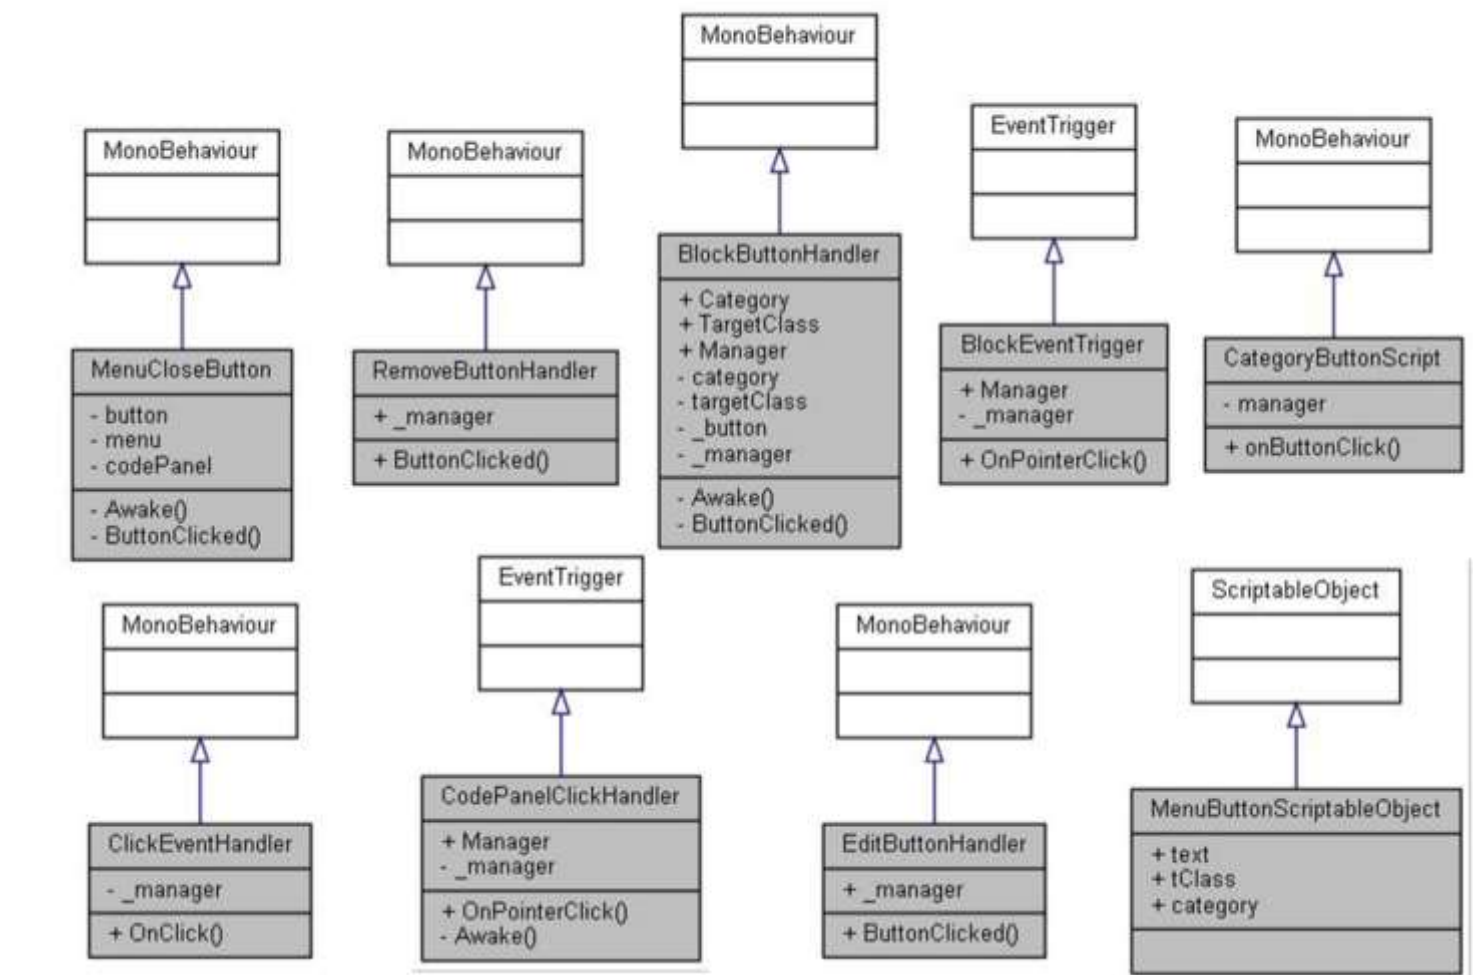 MonoBehaviour
MenuCloseButton
- button
- menu
- codePanel
- Awake()
- ButtonClicked()
MonoBehaviour
RemoveButtonHandler
+ _manager
+ ButtonClicked()
MonoBehaviour
BlockButtonHandler
+ Category
+ TargetClass
+ Manager
- category
- targetClass
- _button
- _manager
- Awake()
- ButtonClicked()
EventTrigger
BlockEventTrigger
+ Manager
- _manager
+ OnPointerClick()
MonoBehaviour
CategoryButtonScript
- manager
+ onButtonClick()
MonoBehaviour
ClickEventHandler
- _manager
+ OnClick()
EventTrigger
CodePanelClickHandler
+ Manager
- _manager
+ OnPointerClick()
- Awake()
MonoBehaviour
EditButtonHandler
+ _manager
+ ButtonClicked()
ScriptableObject
MenuButtonScriptableObject
+ text
+ tClass
+ category